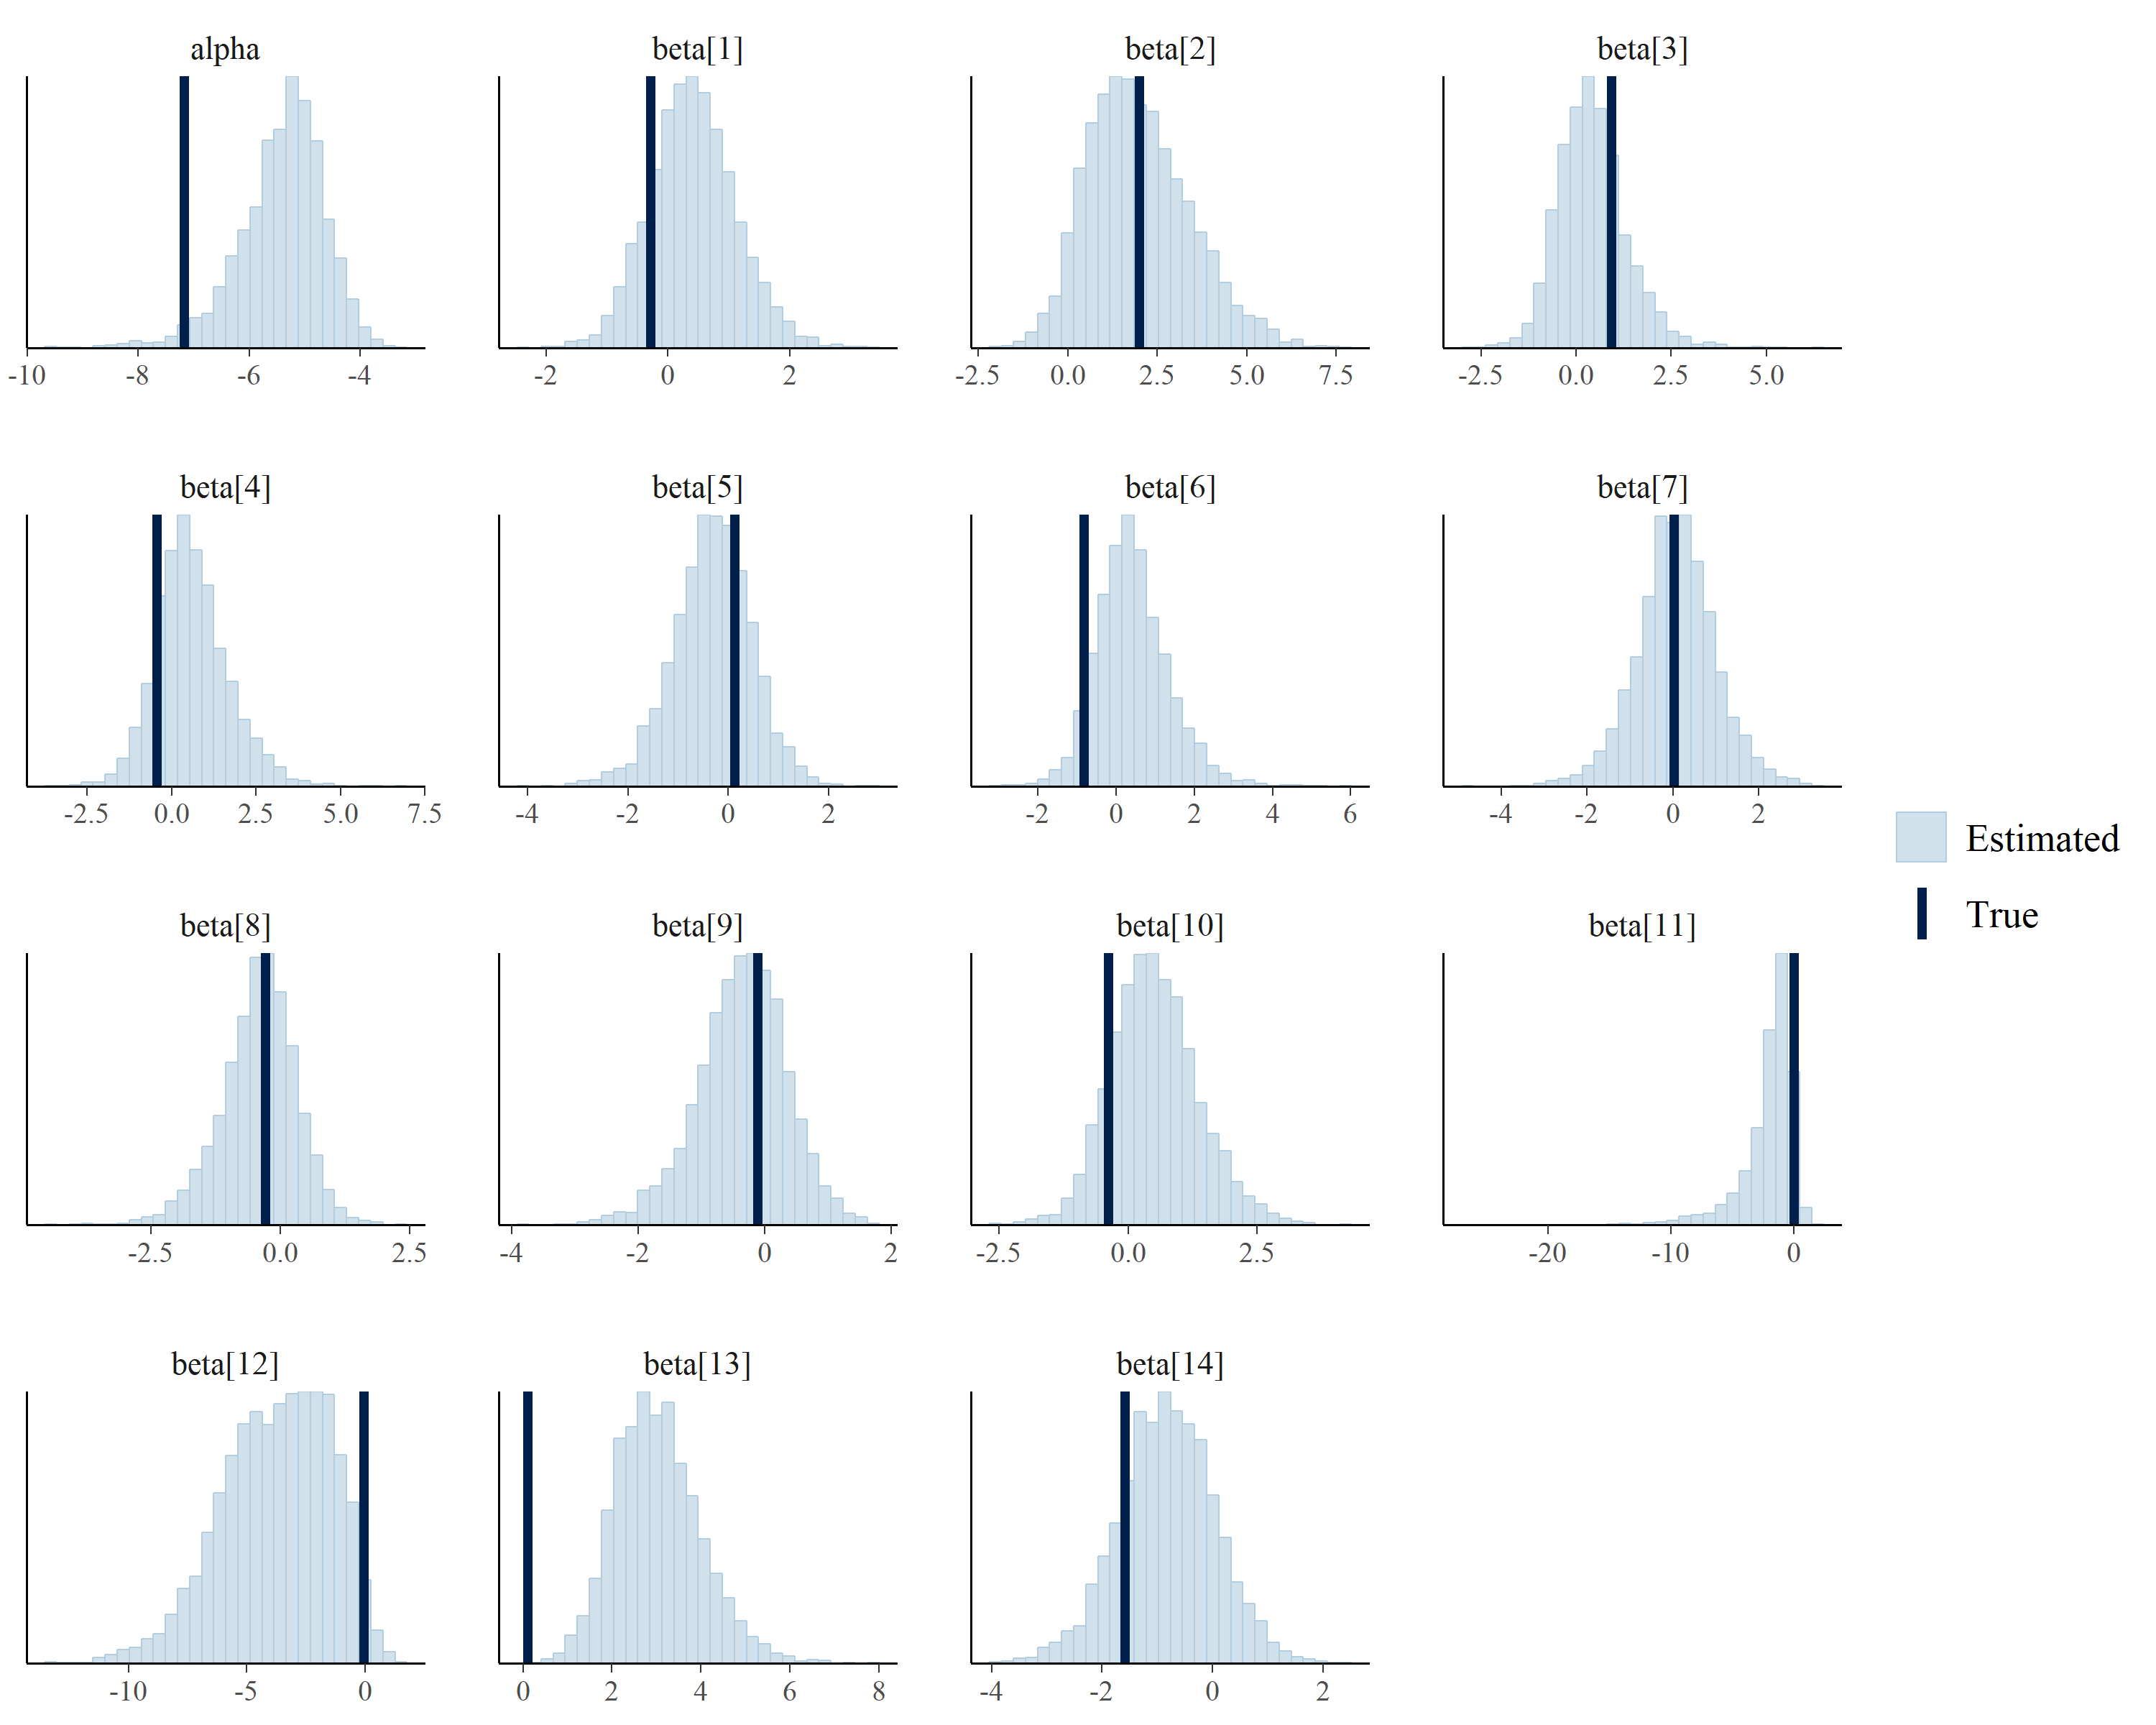 alpha beta[1] beta[2] beta[3]
-10 -8 -6 -4 -2 0 2 -2.5 0.0 2.5 5.0 7.5 -2.5 0.0 2.5 5.0
beta[4] beta[5] beta[6] beta[7]
-2.5 0.0 2.5 5.0 7.5 -4 -2 0 2 -2 0 2 4 6 -4 -2 0 2
Estimated
True
beta[8] beta[9] beta[10] beta[11]
-2.5 0.0 2.5 -4 -2 0 2 -2.5 0.0 2.5 -20 -10 0
beta[12] beta[13] beta[14]
-10 -5 0 0 2 4 6 8 -4 -2 0 2